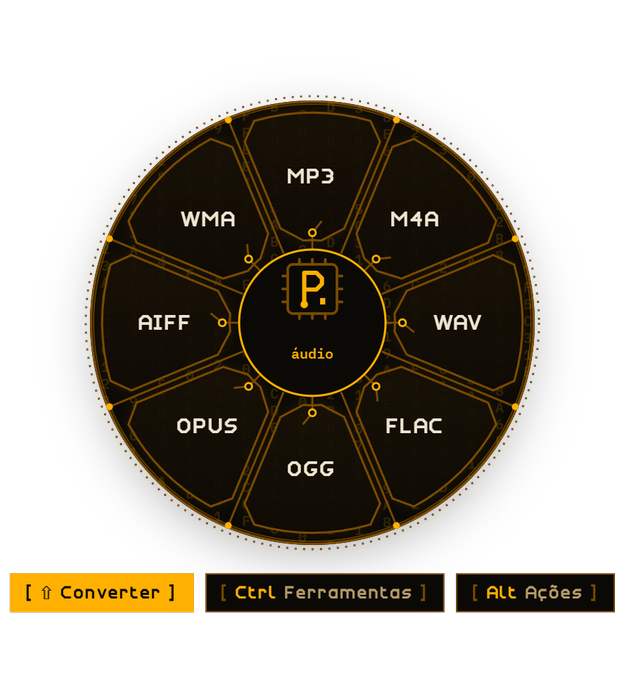 MP3
WMA
M4A
P.
AIFF
áudio
WAV
OPUS
FLAC
OGG
[ ⇧ Converter ]
[ Ctrl Ferramentas ]
[ Alt Ações ]